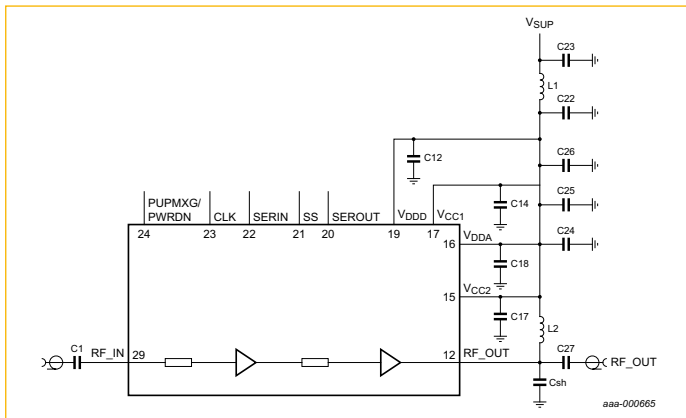 VSUP
C23
L1
C22
C12
C26
C25
C14
C24
PUPMXG/
PWRDN
CLK
SERIN
SS
SEROUT
VDDD
VCC1
24
23
22
21
20
19
17
16
VDDA
C18
15
VCC2
C17
L2
C1
RF_IN
29
12
RF_OUT
C27
RF_OUT
Csh
aaa-000665